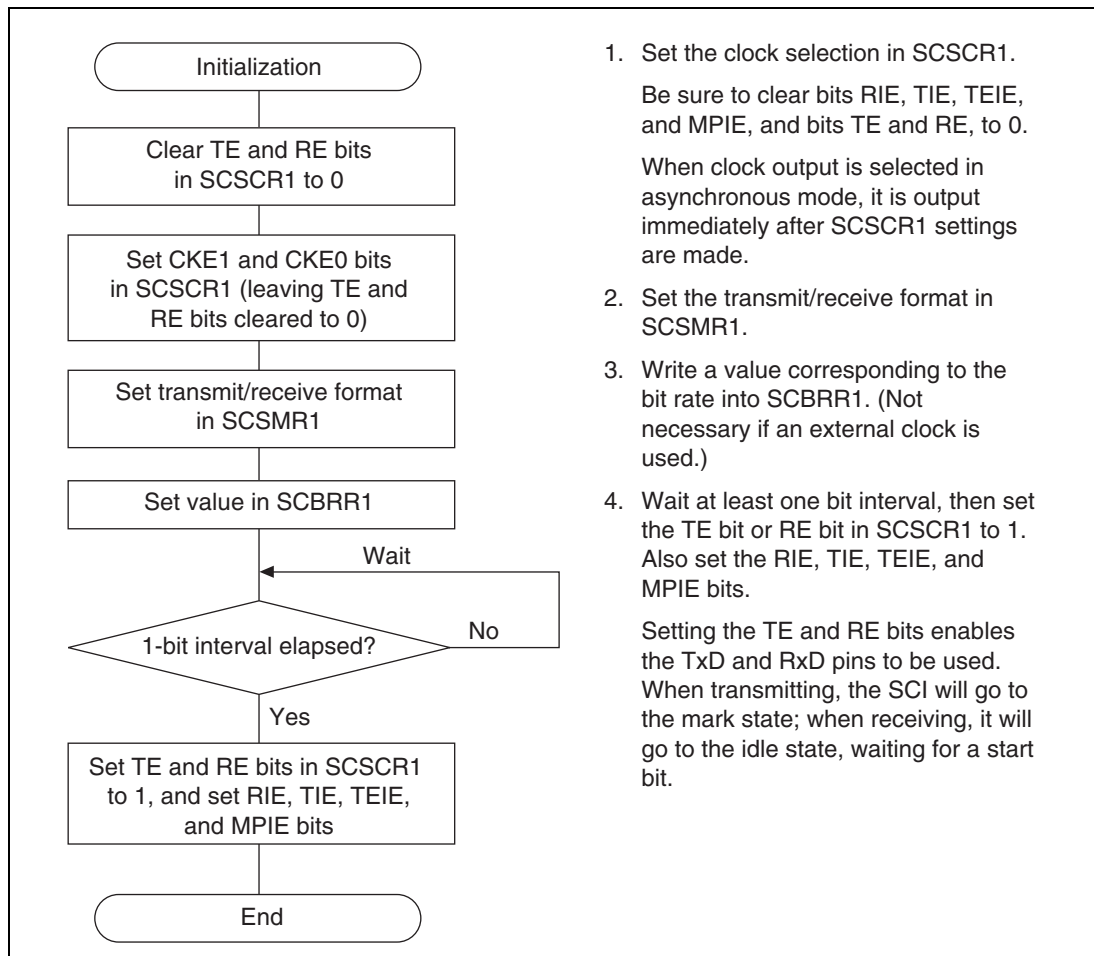 Initialization
Clear TE and RE bits
in SCSCR1 to 0
Set CKE1 and CKE0 bits
in SCSCR1 (leaving TE and
RE bits cleared to 0)
Set transmit/receive format
in SCSMR1
Set value in SCBRR1
Wait
1-bit interval elapsed?
No
Yes
Set TE and RE bits in SCSCR1
to 1, and set RIE, TIE, TEIE,
and MPIE bits
End
1. Set the clock selection in SCSCR1.
Be sure to clear bits RIE, TIE, TEIE,
and MPIE, and bits TE and RE, to 0.
When clock output is selected in
asynchronous mode, it is output
immediately after SCSCR1 settings
are made.
2. Set the transmit/receive format in
SCSMR1.
3. Write a value corresponding to the
bit rate into SCBRR1. (Not
necessary if an external clock is
used.)
4. Wait at least one bit interval, then set
the TE bit or RE bit in SCSCR1 to 1.
Also set the RIE, TIE, TEIE, and
MPIE bits.
Setting the TE and RE bits enables
the TxD and RxD pins to be used.
When transmitting, the SCI will go to
the mark state; when receiving, it will
go to the idle state, waiting for a start
bit.